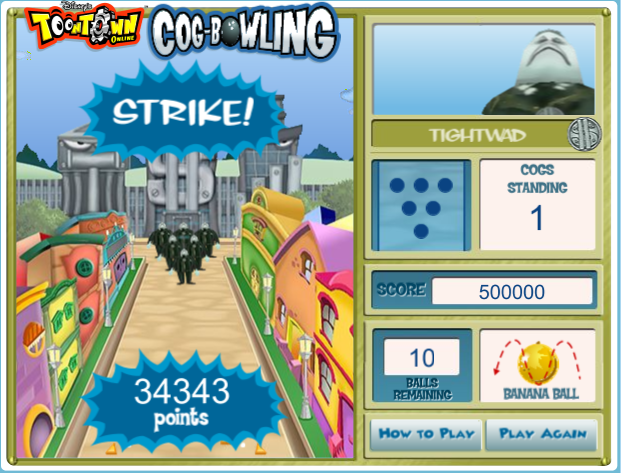 Disney's
TOONTOWN
ONLINE
COG-BOWLING
STRIKE!
34343
points
TIGHTWAD
COGS
STANDING
1
SCORE 500000
10
BALLS
REMAINING
BANANA BALL
HOW TO PLAY
PLAY AGAIN